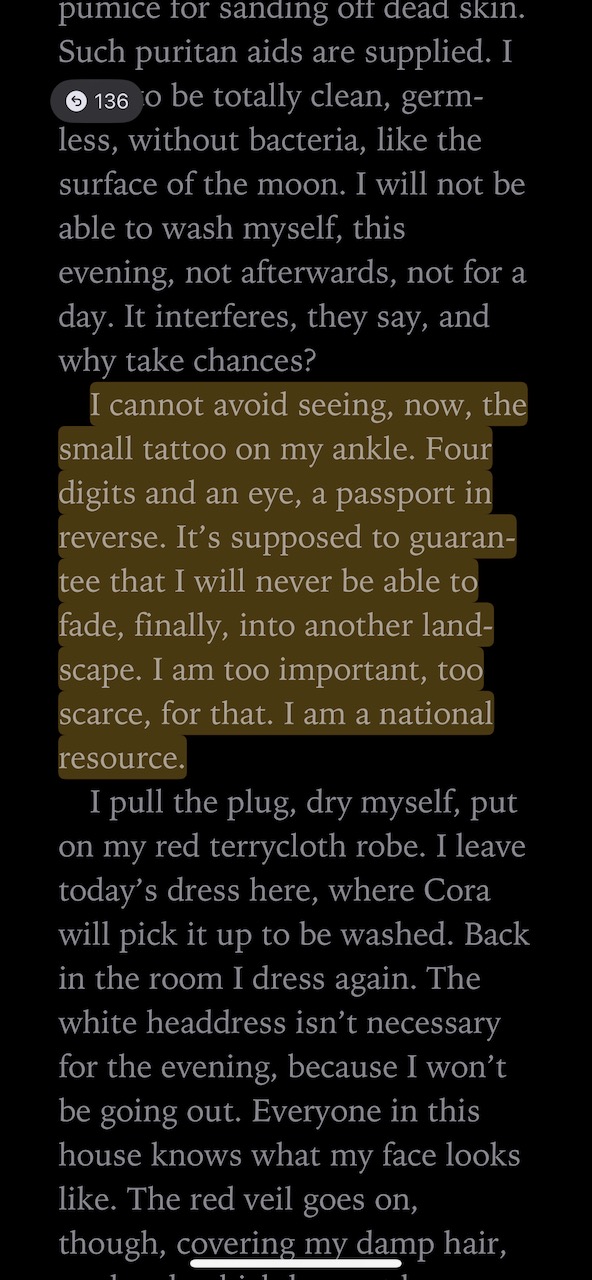 pumice for sanding off dead skin.
Such puritan aids are supplied. I
136
to be totally clean, germ-
less, without bacteria, like the
surface of the moon. I will not be
able to wash myself, this
evening, not afterwards, not for a
day. It interferes, they say, and
why take chances?
I cannot avoid seeing, now, the
small tattoo on my ankle. Four
digits and an eye, a passport in
reverse. It’s supposed to guaran-
tee that I will never be able to
fade, finally, into another land-
scape. I am too important, too
scarce, for that. I am a national
resource.
I pull the plug, dry myself, put
on my red terrycloth robe. I leave
today’s dress here, where Cora
will pick it up to be washed. Back
in the room I dress again. The
white headdress isn’t necessary
for the evening, because I won’t
be going out. Everyone in this
house knows what my face looks
like. The red veil goes on,
though, covering my damp hair,